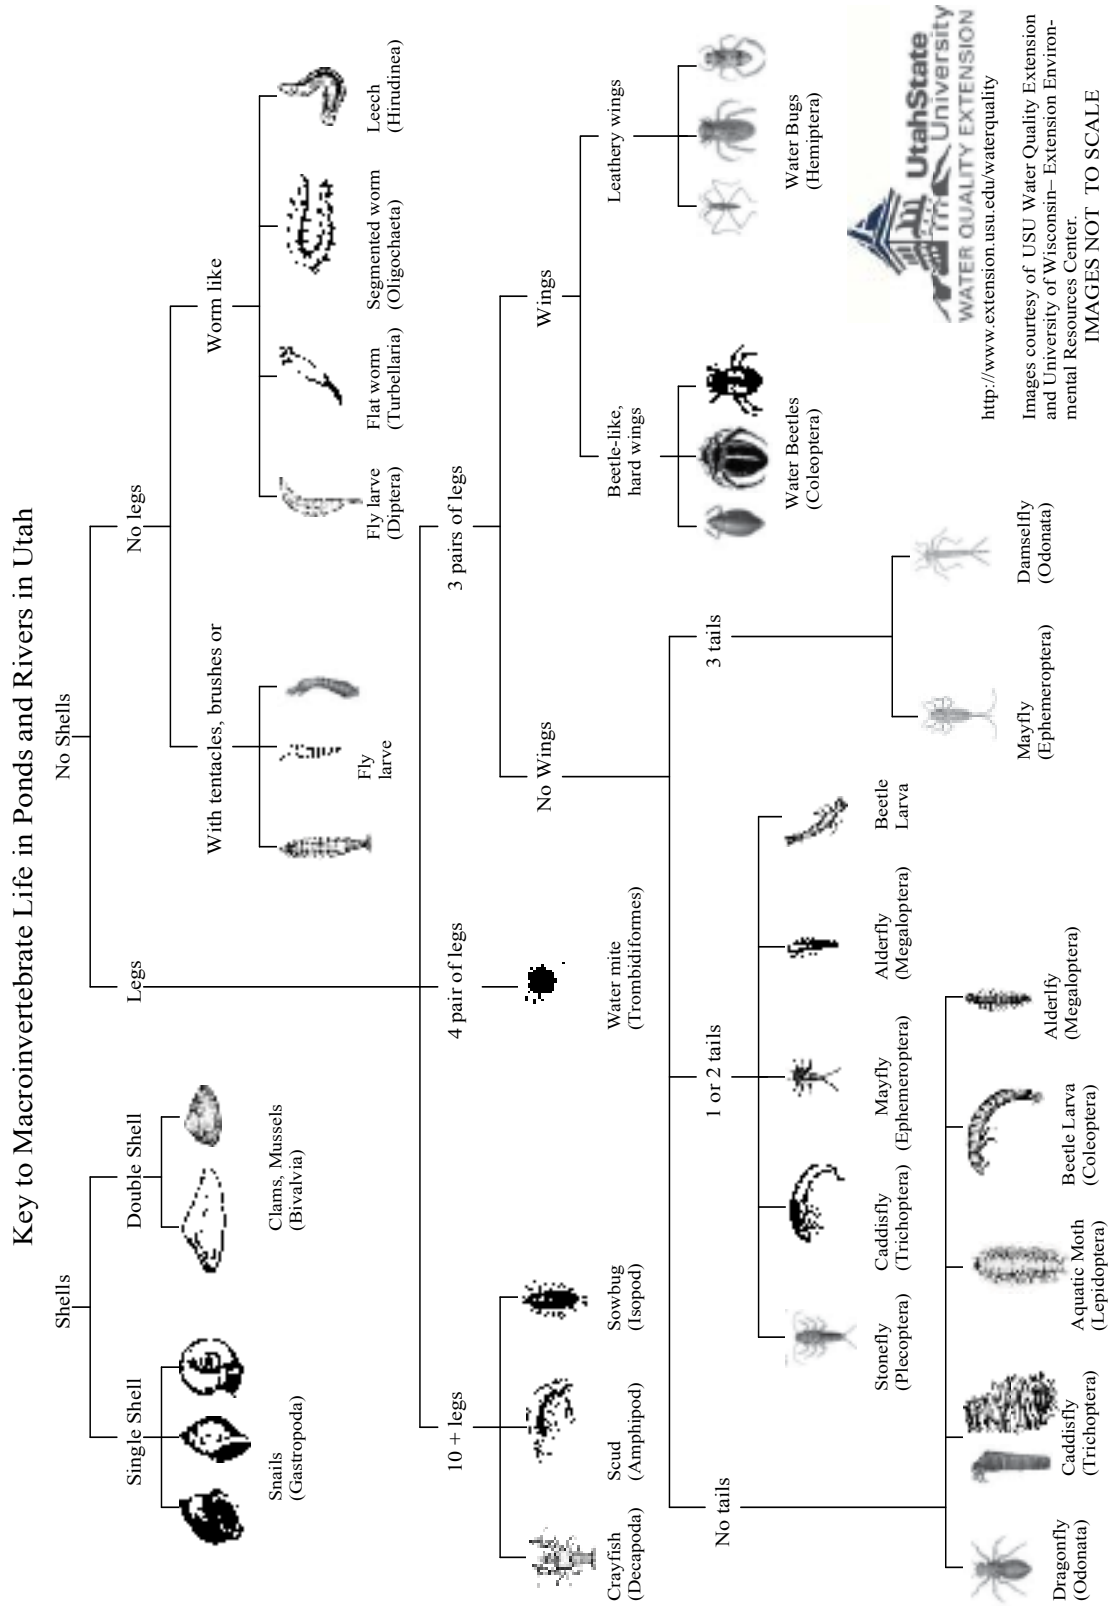 Key to Macroinvertebrate Life in Ponds and Rivers in Utah
Shells
No Shells
Single Shell
Double Shell
Legs
No legs
Snails
(Gastropoda)
Clams, Mussels
(Bivalvia)
With tentacles, brushes or
Worm like
Fly
larve
Fly larve
(Diptera)
Flat worm
(Turbellaria)
Segmented worm
(Oligochaeta)
Leech
(Hirudinea)
10 + legs
4 pair of legs
3 pairs of legs
Crayfish
(Decapoda)
Scud
(Amphipod)
Sowbug
(Isopod)
Water mite
(Trombidiformes)
No Wings
Wings
Beetle-like,
hard wings
Leathery wings
Water Beetles
(Coleoptera)
Water Bugs
(Hemiptera)
No tails
1 or 2 tails
3 tails
Stonefly
(Plecoptera)
Caddisfly
(Trichoptera)
Mayfly
(Ephemeroptera)
Alderfly
(Megaloptera)
Beetle
Larva
Mayfly
(Ephemeroptera)
Damselfly
(Odonata)
Dragonfly
(Odonata)
Caddisfly
(Trichoptera)
Aquatic Moth
(Lepidoptera)
Beetle Larva
(Coleoptera)
Alderlfy
(Megaloptera)
UtahState
University
WATER QUALITY EXTENSION
http://www.extension.usu.edu/waterquality
Images courtesy of USU Water Quality Extension
and University of Wisconsin– Extension Environ-
mental Resources Center.
IMAGES NOT TO SCALE